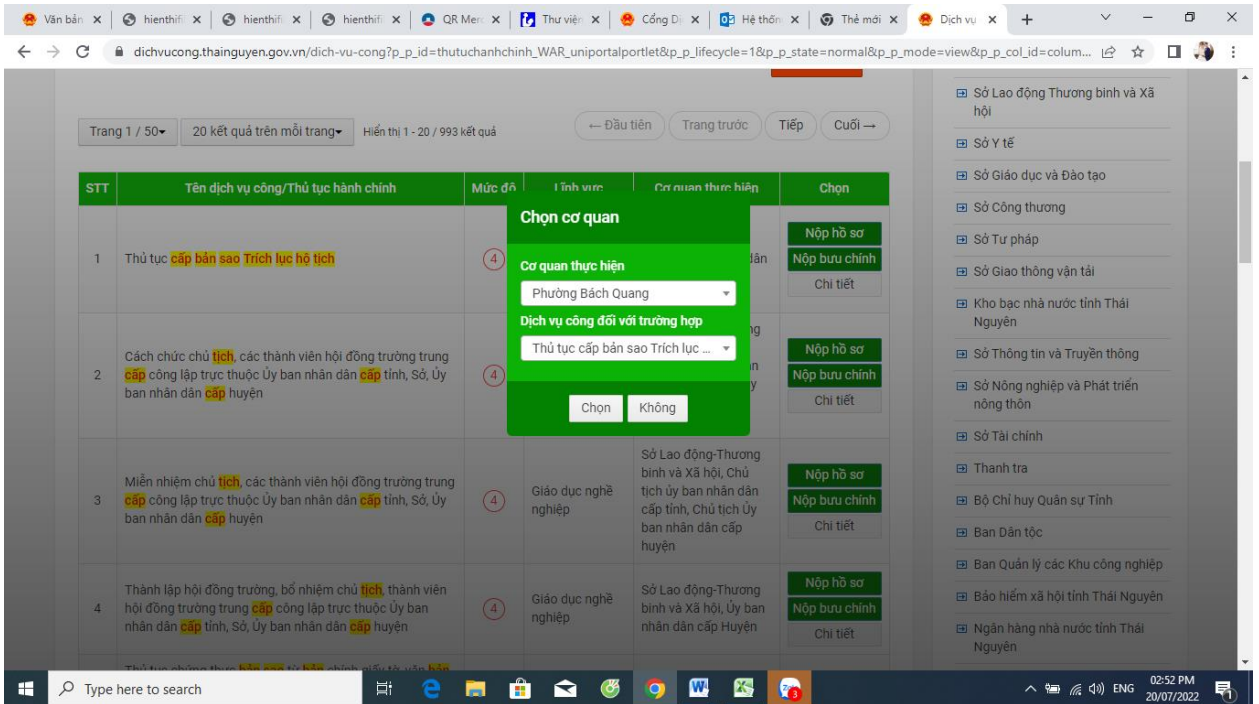 Văn bản
hienthifi
hienthifi
hienthifi
QR Merc
Thư viện
Cổng Dị
Hệ thốn
Thẻ mới
Dịch vụ
dichvucong.thainguyen.gov.vn/dich-vu-cong?p_p_id=thutuchanhchinh_WAR_uniportalportlet&p_p_lifecycle=1&p_p_state=normal&p_p_mode=view&p_p_col_id=colum...
Trang 1 / 50
20 kết quả trên mỗi trang
Hiển thị 1 - 20 / 993 kết quả
← Đầu tiên
Trang trước
Tiếp
Cuối →
STT
Tên dịch vụ công/Thủ tục hành chính
Mức độ
Lĩnh vực
Cơ quan thực hiện
Chọn
1
Thủ tục cấp bản sao Trích lục hộ tịch
4
dân
Nộp hồ sơ
Nộp bưu chính
Chi tiết
Chọn cơ quan
Cơ quan thực hiện
Phường Bách Quang
Dịch vụ công đối với trường hợp
Thủ tục cấp bản sao Trích lục ...
Chọn
Không
2
Cách chức chủ tịch, các thành viên hội đồng trường trung
cấp công lập trực thuộc Ủy ban nhân dân cấp tỉnh, Sở, Ủy
ban nhân dân cấp huyện
4
Nộp hồ sơ
Nộp bưu chính
Chi tiết
3
Miễn nhiệm chủ tịch, các thành viên hội đồng trường trung
cấp công lập trực thuộc Ủy ban nhân dân cấp tỉnh, Sở, Ủy
ban nhân dân cấp huyện
4
Giáo dục nghề
nghiệp
Sở Lao động-Thương
binh và Xã hội, Chủ
tịch ủy ban nhân dân
cấp tỉnh, Chủ tịch Ủy
ban nhân dân cấp
huyện
Nộp hồ sơ
Nộp bưu chính
Chi tiết
4
Thành lập hội đồng trường, bổ nhiệm chủ tịch, thành viên
hội đồng trường trung cấp công lập trực thuộc Ủy ban
nhân dân cấp tỉnh, Sở, Ủy ban nhân dân cấp huyện
4
Giáo dục nghề
nghiệp
Sở Lao động-Thương
binh và Xã hội, Ủy ban
nhân dân cấp Huyện
Nộp hồ sơ
Nộp bưu chính
Chi tiết
Thủ tục chứng thực bản sao từ bản chính giấy tờ, văn bản
Sở Lao động Thương binh và Xã
hội
Sở Y tế
Sở Giáo dục và Đào tạo
Sở Công thương
Sở Tư pháp
Sở Giao thông vận tải
Kho bạc nhà nước tỉnh Thái
Nguyên
Sở Thông tin và Truyền thông
Sở Nông nghiệp và Phát triển
nông thôn
Sở Tài chính
Thanh tra
Bộ Chỉ huy Quân sự Tỉnh
Ban Dân tộc
Ban Quản lý các Khu công nghiệp
Bảo hiểm xã hội tỉnh Thái Nguyên
Ngân hàng nhà nước tỉnh Thái
Nguyên
Type here to search
ENG
02:52 PM
20/07/2022